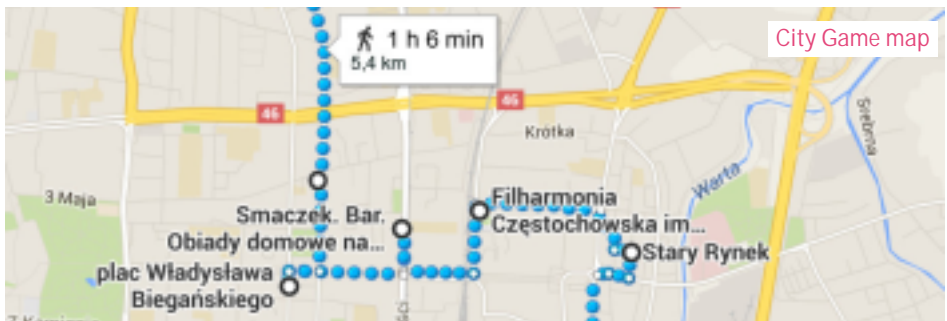 City Game map
1 h 6 min
5,4 km
46
46
Krótka
Srebrna
Warta
3 Maja
Filharmonia
Częstochowska im...
Smaczek. Bar.
Obiady domowe na...
Stary Rynek
plac Władysława
Biegańskiego